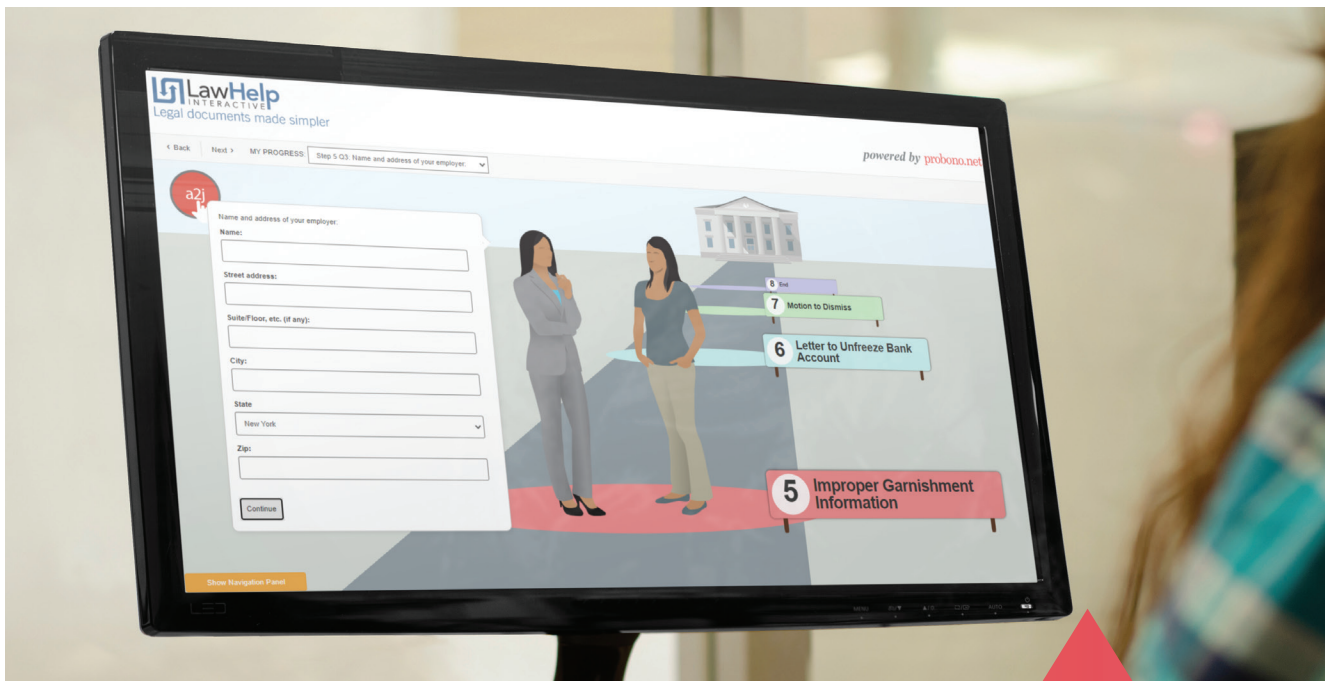 LawHelp
INTERACTIVE
Legal documents made simpler
Back Next MY PROGRESS: Step 5 Q3: Name and address of your employer:
powered by probono.net
a2j
Name and address of your employer:
Name:
Street address:
Suite/Floor, etc. (if any):
City:
State
New York
Zip:
Continue
8 End
7 Motion to Dismiss
6 Letter to Unfreeze Bank
Account
5 Improper Garnishment
Information
Show Navigation Panel
LED
MENU
AUTO